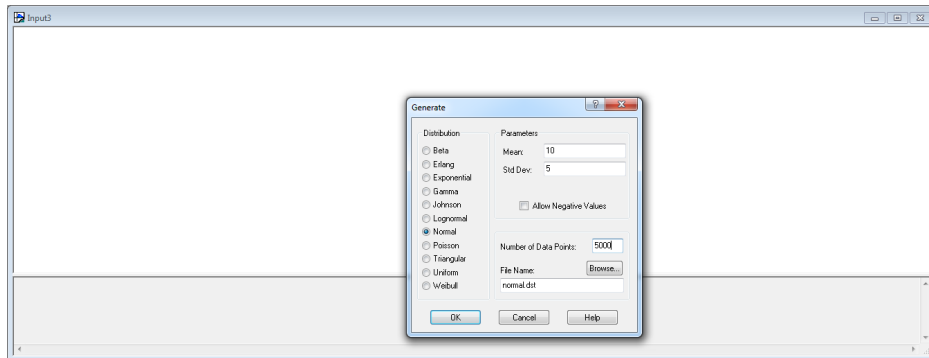 Input3
Generate
Distribution
Beta
Erlang
Exponential
Gamma
Johnson
Lognormal
Normal
Poisson
Triangular
Uniform
Weibull
Parameters
Mean: 10
Std Dev: 5
Allow Negative Values
Number of Data Points: 5000
File Name: Browse...
normal.dst
OK Cancel Help